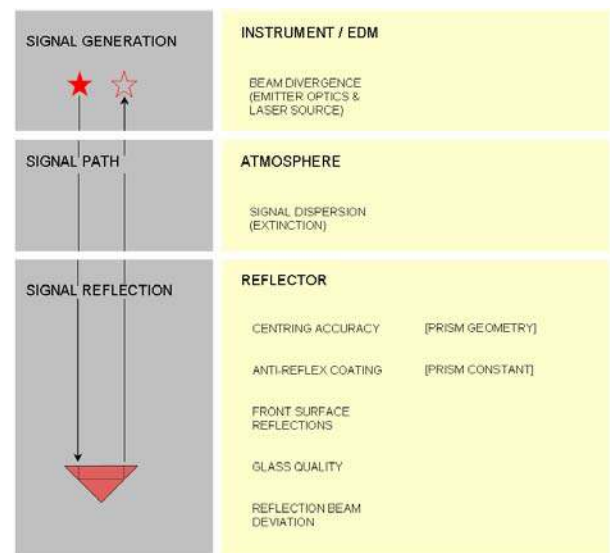 SIGNAL GENERATION
INSTRUMENT / EDM
BEAM DIVERGENCE
(EMITTER OPTICS &
LASER SOURCE)
SIGNAL PATH
ATMOSPHERE
SIGNAL DISPERSION
(EXTINCTION)
SIGNAL REFLECTION
REFLECTOR
CENTRING ACCURACY [PRISM GEOMETRY]
ANTI-REFLEX COATING [PRISM CONSTANT]
FRONT SURFACE
REFLECTIONS
GLASS QUALITY
REFLECTION BEAM
DEVIATION